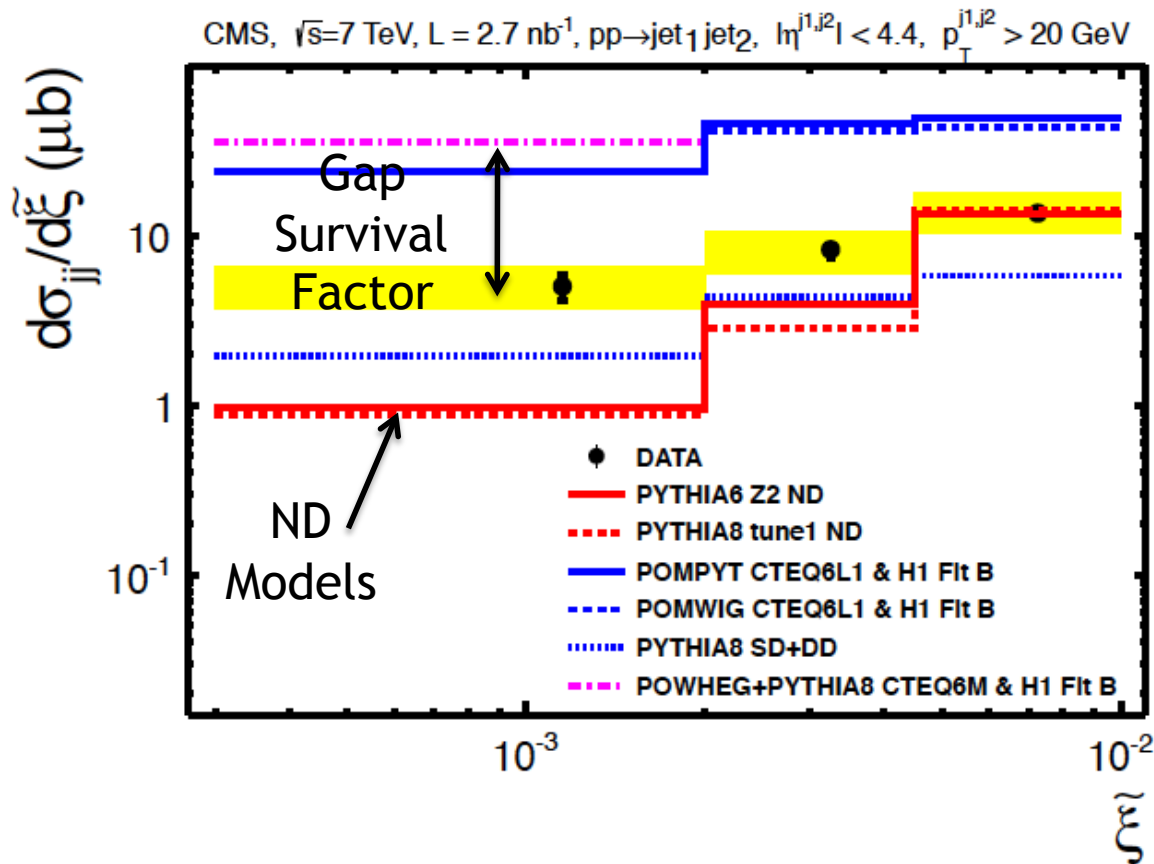 CMS, √s=7 TeV, L = 2.7 nb⁻¹, pp→jet₁jet₂, |η^{j1,j2}| < 4.4, p_T^{j1,j2} > 20 GeV
dσ_jj/dξ̃ (μb)
10
1
10⁻¹
Gap
Survival
Factor
ND
Models
DATA
PYTHIA6 Z2 ND
PYTHIA8 tune1 ND
POMPYT CTEQ6L1 & H1 Fit B
POMWIG CTEQ6L1 & H1 Fit B
PYTHIA8 SD+DD
POWHEG+PYTHIA8 CTEQ6M & H1 Fit B
10⁻³
10⁻²
ξ̃